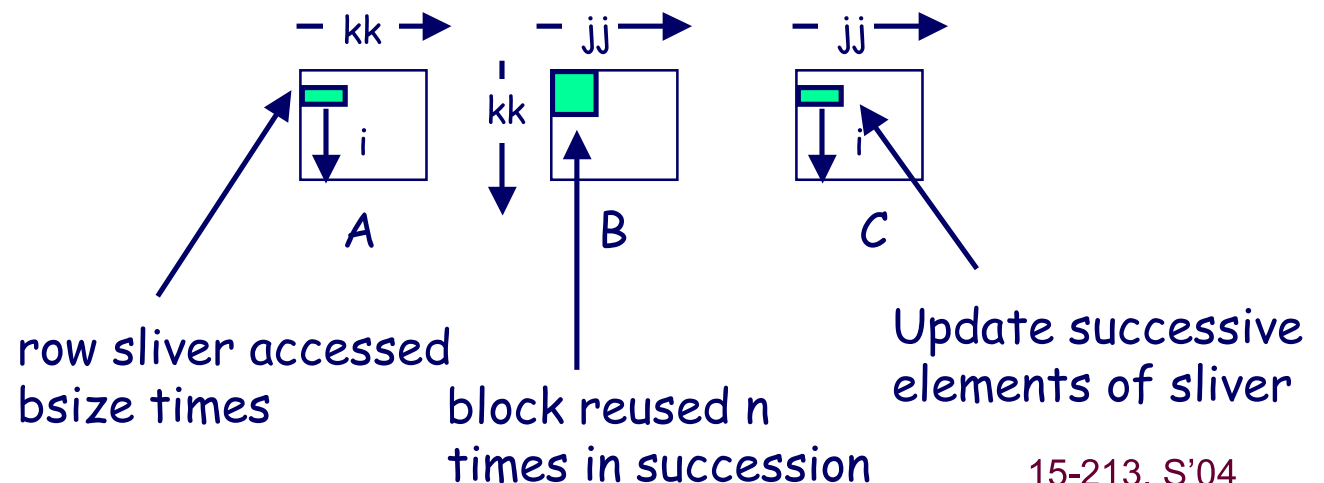 kk
jj
jj
kk
i
i
A
B
C
row sliver accessed
bsize times
block reused n
times in succession
Update successive
elements of sliver
15-213, S’04